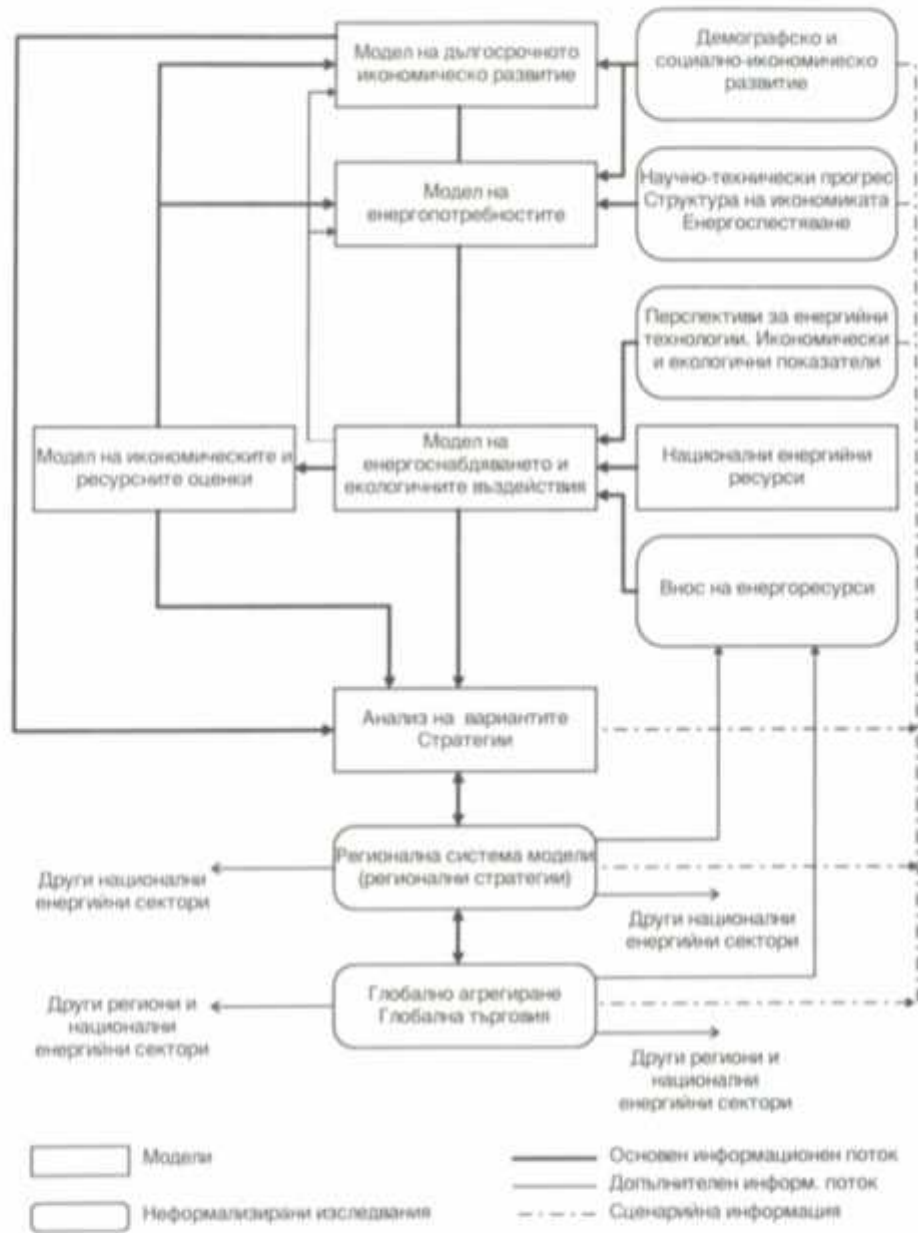 Модел на дългосрочното
икономическо развитие
Демографско и
социално-икономическо
развитие
Модел на
енергопотребностите
Научно-технически прогрес
Структура на икономиката
Енергоспестяване
Перспективи за енергийни
технологии. Икономически
и екологични показатели
Модел на икономическите и
ресурсните оценки
Модел на
енергоснабдяването и
екологичните въздействия
Национални енергийни
ресурси
Внос на енергоресурси
Анализ на вариантите
Стратегии
Регионална система модели
(регионални стратегии)
Други национални
енергийни сектори
Други национални
енергийни сектори
Глобално агрегиране
Глобална търговия
Други региони и
национални
енергийни сектори
Други региони и
национални
енергийни сектори
Модели
Неформализирани изследвания
Основен информационен поток
Допълнителен информ. поток
Сценарийна информация